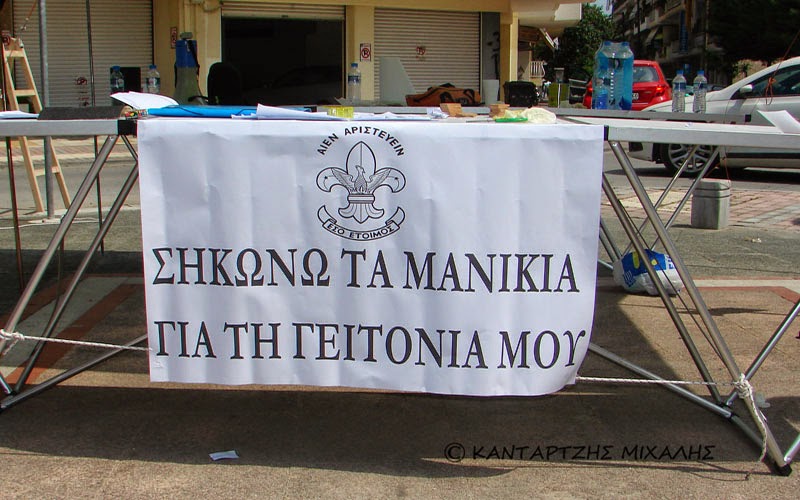 ΑΙΕΝ ΑΡΙΣΤΕΥΕΙΝ
ΕΣΟ ΕΤΟΙΜΟΣ
ΣΗΚΩΝΩ ΤΑ ΜΑΝΙΚΙΑ
ΓΙΑ ΤΗ ΓΕΙΤΟΝΙΑ ΜΟΥ
© ΚΑΝΤΑΡΤΖΗΣ ΜΙΧΑΛΗΣ